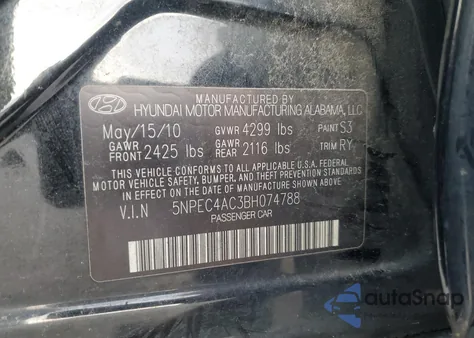 MANUFACTURED BY
HYUNDAI MOTOR MANUFACTURING ALABAMA, LLC
May/15/10 GVWR 4299 lbs PAINT S3
GAWR FRONT 2425 lbs GAWR REAR 2116 lbs TRIM RY
THIS VEHICLE CONFORMS TO ALL APPLICABLE U.S.A. FEDERAL
MOTOR VEHICLE SAFETY, BUMPER, AND THEFT PREVENTION
STANDARDS IN EFFECT ON THE DATE OF MANUFACTURE SHOWN ABOVE.
V.I.N 5NPEC4AC3BH074788
PASSENGER CAR
autoSnap